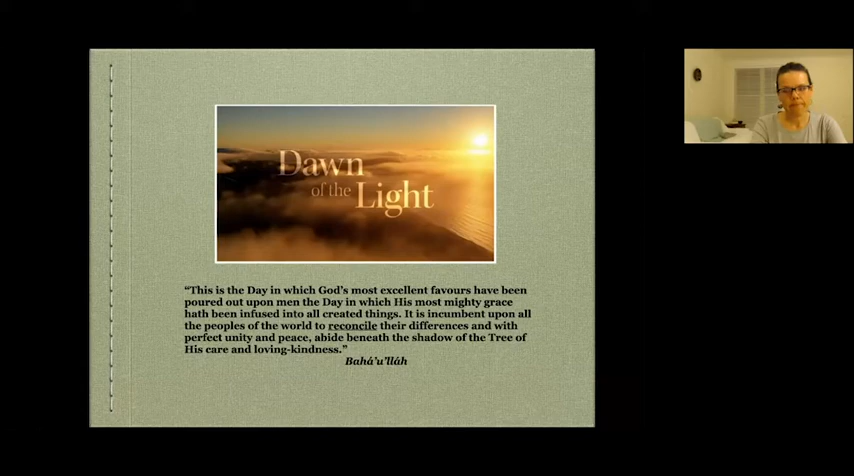 Dawn
of the
Light
“This is the Day in which God’s most excellent favours have been
poured out upon men the Day in which His most mighty grace
hath been infused into all created things. It is incumbent upon all
the peoples of the world to reconcile their differences and with
perfect unity and peace, abide beneath the shadow of the Tree of
His care and loving-kindness.”
Bahá’u’lláh